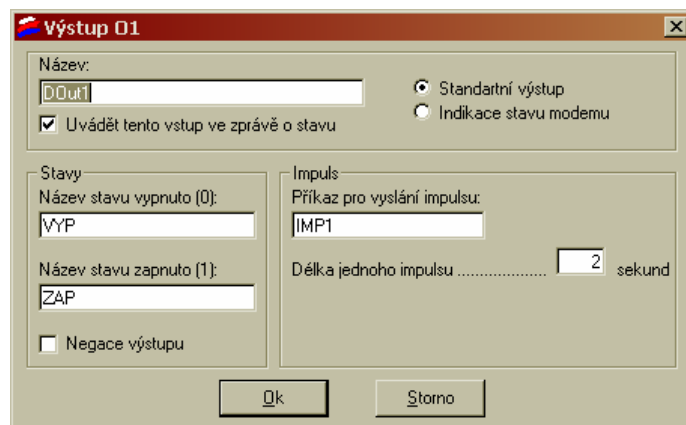 Výstup O1
Název:
DOut1
Standartní výstup
Uvádět tento vstup ve zprávě o stavu
Indikace stavu modemu
Stavy
Název stavu vypnuto (0):
VYP
Název stavu zapnuto (1):
ZAP
Negace výstupu
Impuls
Příkaz pro vyslání impulsu:
IMP1
Délka jednoho impulsu .................... 2 sekund
Ok
Storno